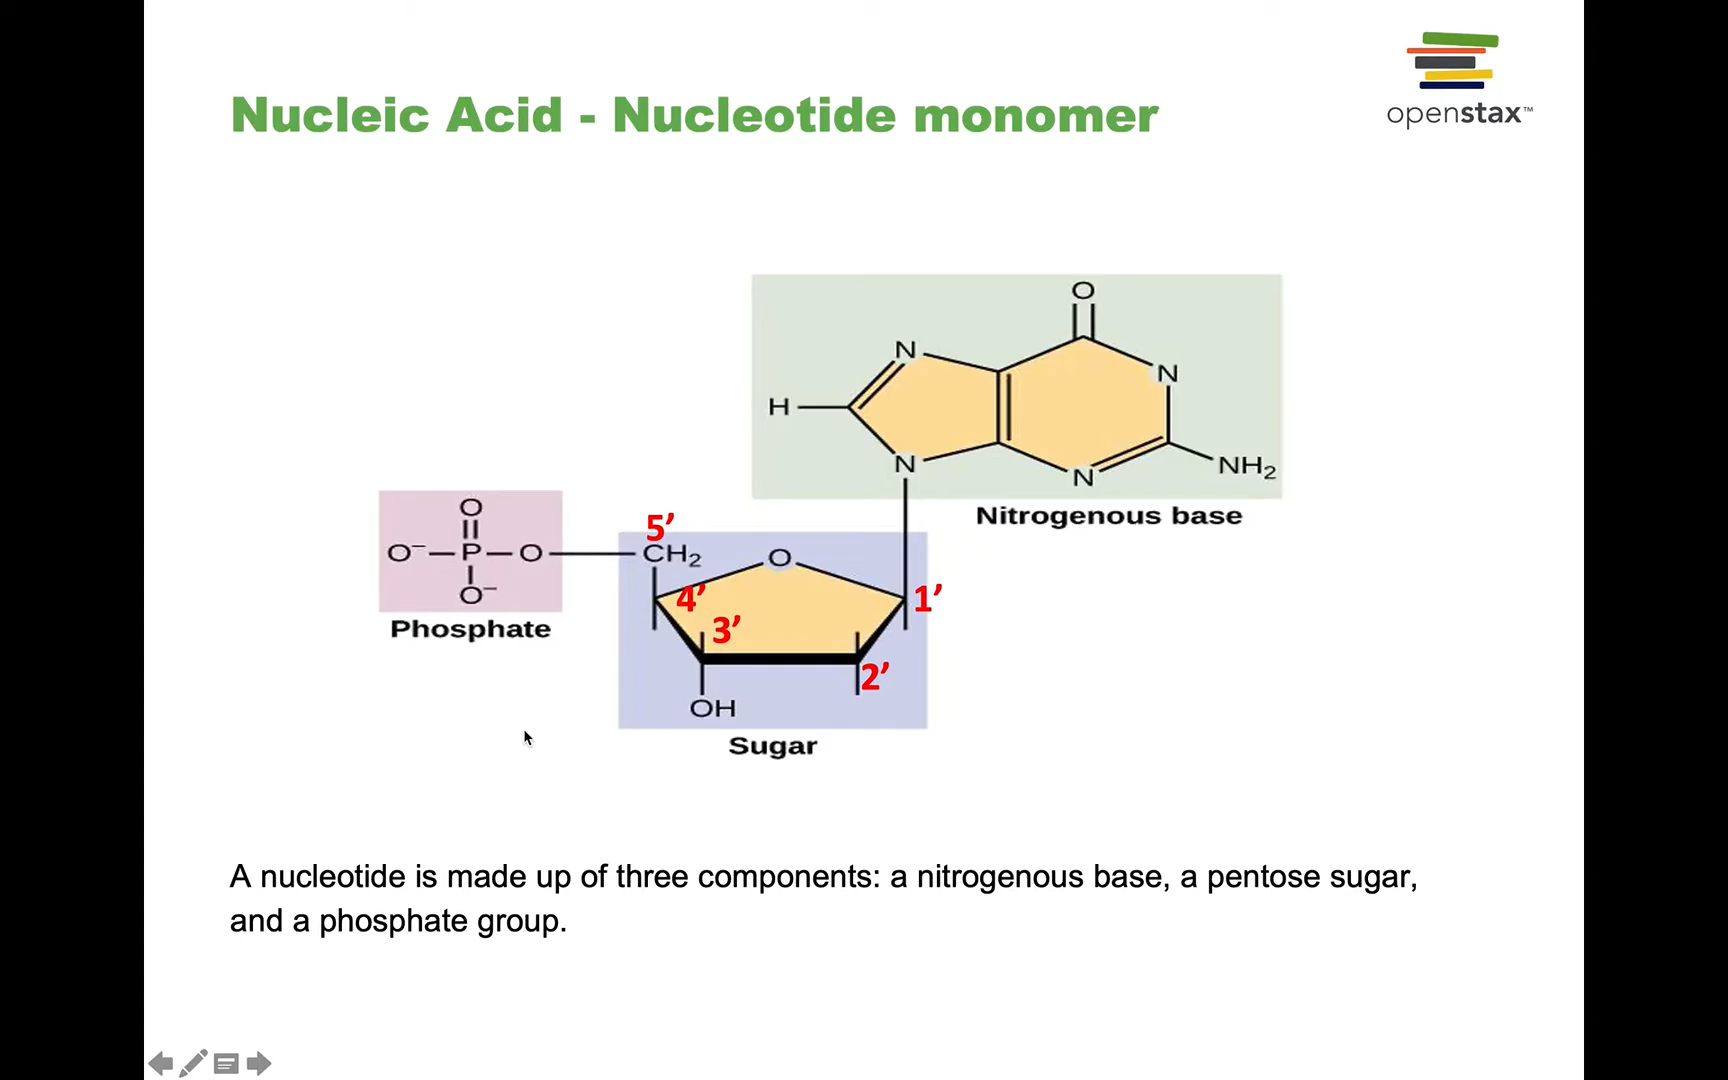 Nucleic Acid - Nucleotide monomer
openstax™
O
N
N
H
N
N
NH₂
Nitrogenous base
O
O⁻ P O
O⁻
Phosphate
5’
CH₂
O
4’
1’
3’
2’
OH
Sugar
A nucleotide is made up of three components: a nitrogenous base, a pentose sugar,
and a phosphate group.